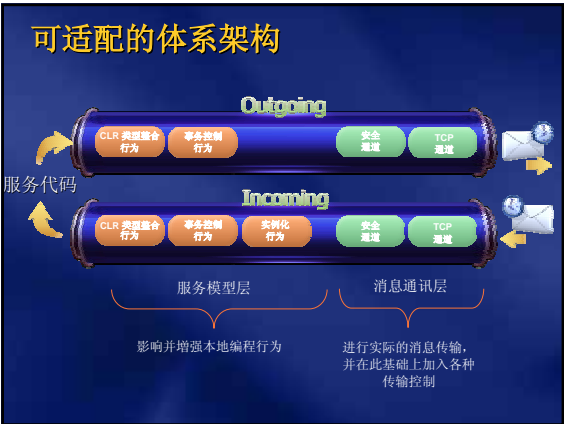 可适配的体系架构
Outgoing
CLR 类型整合
行为
事务控制
行为
安全
通道
TCP
通道
服务代码
Incoming
CLR 类型整合
行为
事务控制
行为
实例化
行为
安全
通道
TCP
通道
服务模型层
消息通讯层
影响并增强本地编程行为
进行实际的消息传输，
并在此基础上加入各种
传输控制